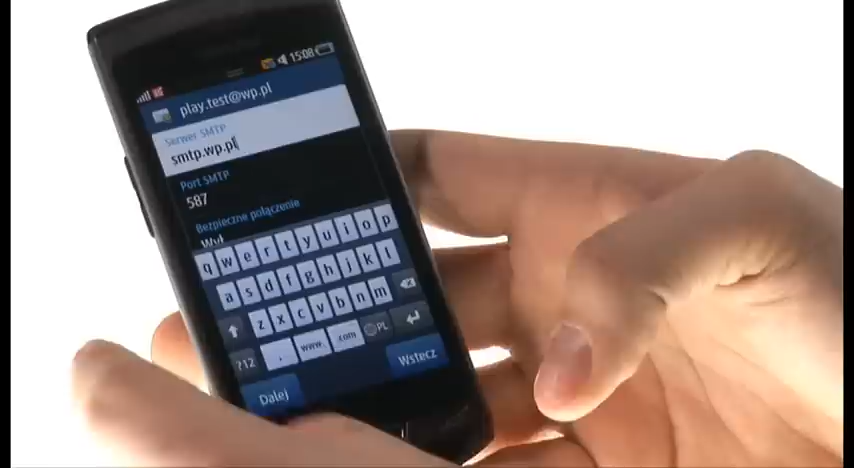 15:08
play.test@wp.pl
Serwer SMTP
smtp.wp.pl
Port SMTP
587
Bezpieczne połączenie
Wył
q w e r t y u i o p
a s d f g h j k l
z x c v b n m
?12 , www. .com PL
Dalej Wstecz